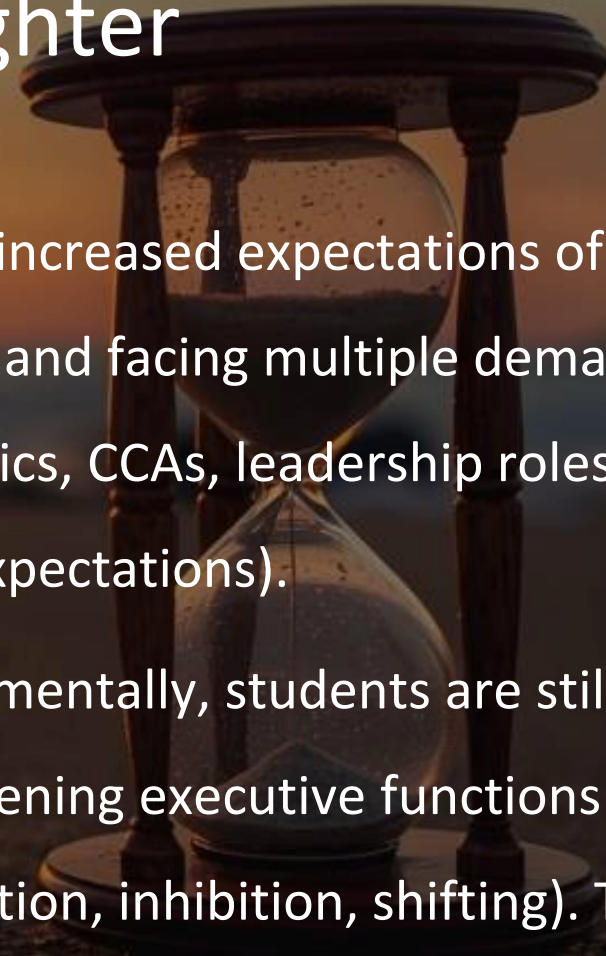 ghter
increased expectations of
and facing multiple dema
ics, CCAs, leadership roles
xpectations).
mentally, students are stil
ening executive functions
tion, inhibition, shifting). T